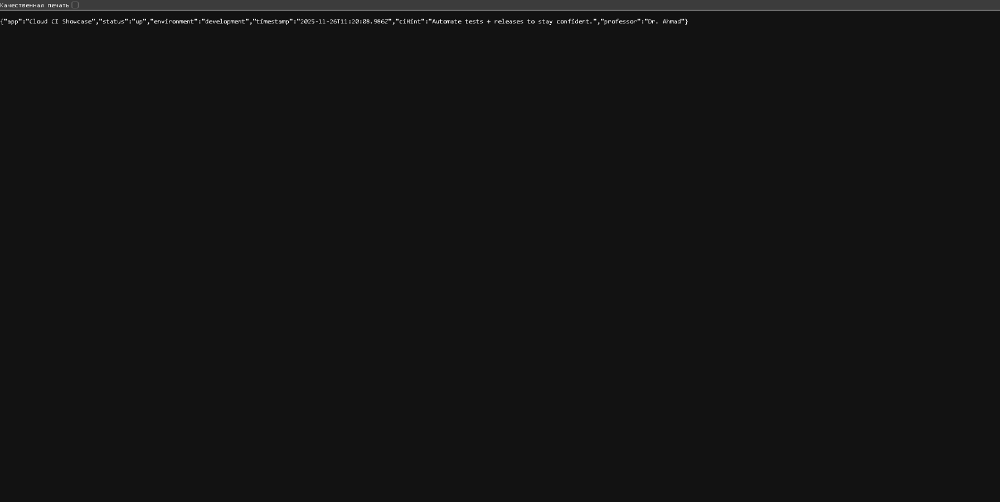 Качественная печать
{"app":"Cloud CI Showcase","status":"up","environment":"development","timestamp":"2025-11-26T11:20:08.986Z","ciHint":"Automate tests + releases to stay confident.","professor":"Dr. Ahmad"}